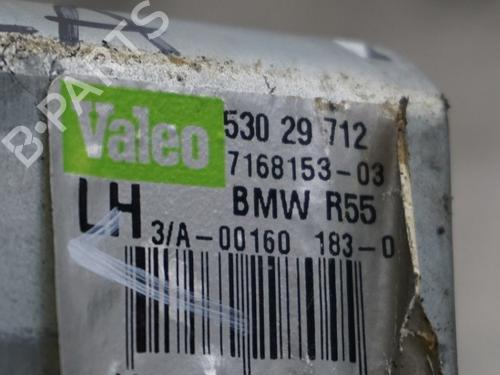 B-PARTS
Valeo
530 29 712
7168153-03
LH BMW R55
3/A-00160 183-0